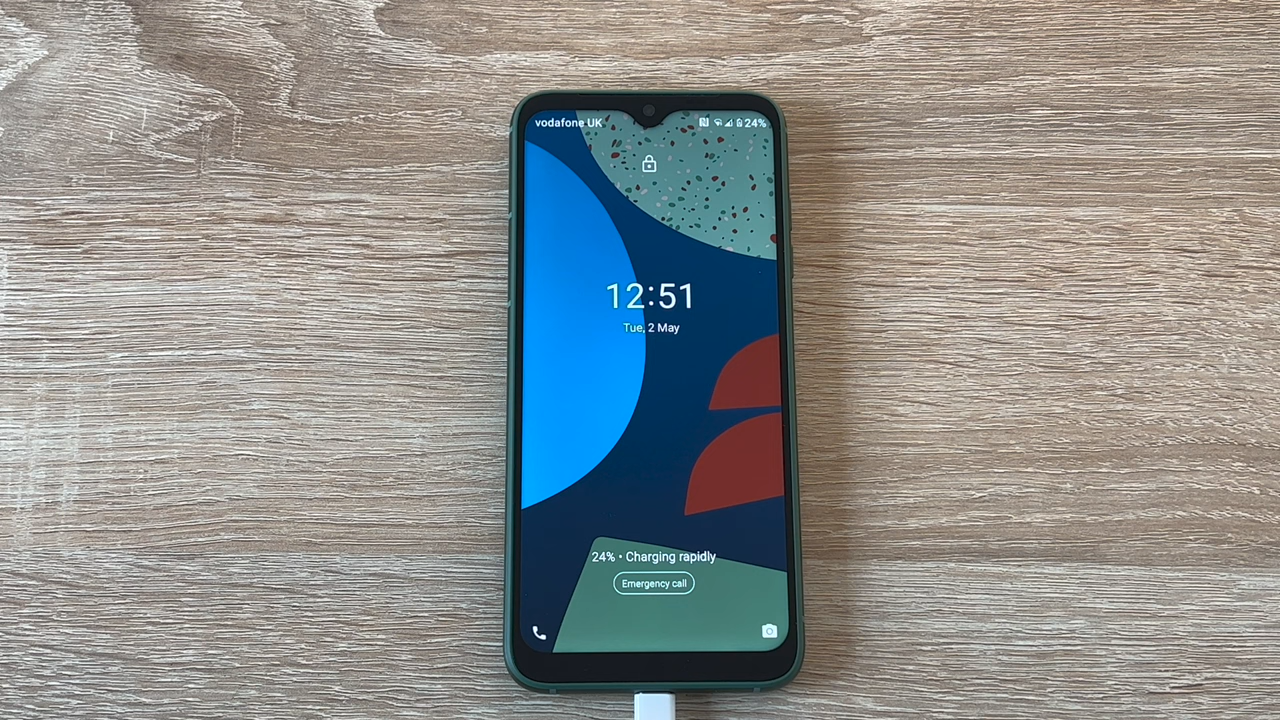 vodafone UK 24%
12:51
Tue, 2 May
24% • Charging rapidly
Emergency call